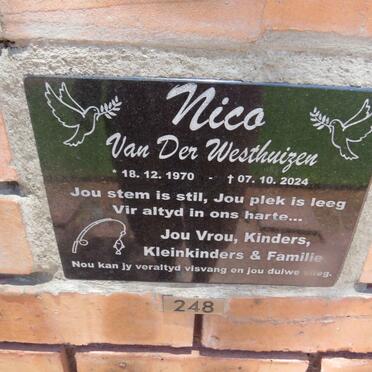 Nico
Van Der Westhuizen
* 18. 12. 1970 - † 07. 10. 2024
Jou stem is stil, Jou plek is leeg
Vir altyd in ons harte...
Jou Vrou, Kinders,
Kleinkinders & Familie
Nou kan jy veraltyd visvang en jou duiwe vlieg.
248